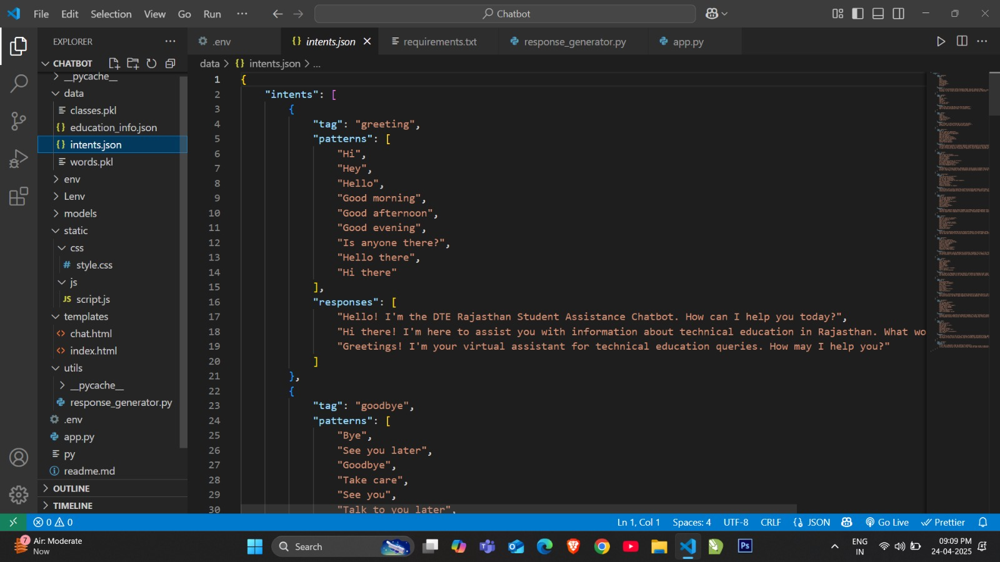 File Edit Selection View Go Run ··· Chatbot
EXPLORER ···
.env
{} intents.json
requirements.txt
response_generator.py
app.py
CHATBOT
data > {} intents.json > ...
__pycache__
data
classes.pkl
{} education_info.json
{} intents.json
words.pkl
env
Lenv
models
static
css
# style.css
js
JS script.js
templates
<> chat.html
<> index.html
utils
__pycache__
response_generator.py
.env
app.py
py
readme.md
OUTLINE
TIMELINE
1 {
2 "intents": [
3 {
4 "tag": "greeting",
5 "patterns": [
6 "Hi",
7 "Hey",
8 "Hello",
9 "Good morning",
10 "Good afternoon",
11 "Good evening",
12 "Is anyone there?",
13 "Hello there",
14 "Hi there"
15 ],
16 "responses": [
17 "Hello! I'm the DTE Rajasthan Student Assistance Chatbot. How can I help you today?",
18 "Hi there! I'm here to assist you with information about technical education in Rajasthan. What wo
19 "Greetings! I'm your virtual assistant for technical education queries. How may I help you?"
20 ]
21 },
22 {
23 "tag": "goodbye",
24 "patterns": [
25 "Bye",
26 "See you later",
27 "Goodbye",
28 "Take care",
29 "See you",
30 "Talk to you later",
0 0 Ln 1, Col 1 Spaces: 4 UTF-8 CRLF {} JSON Go Live Prettier
7 Air: Moderate
Now
Search
Ps
ENG
IN
09:09 PM
24-04-2025